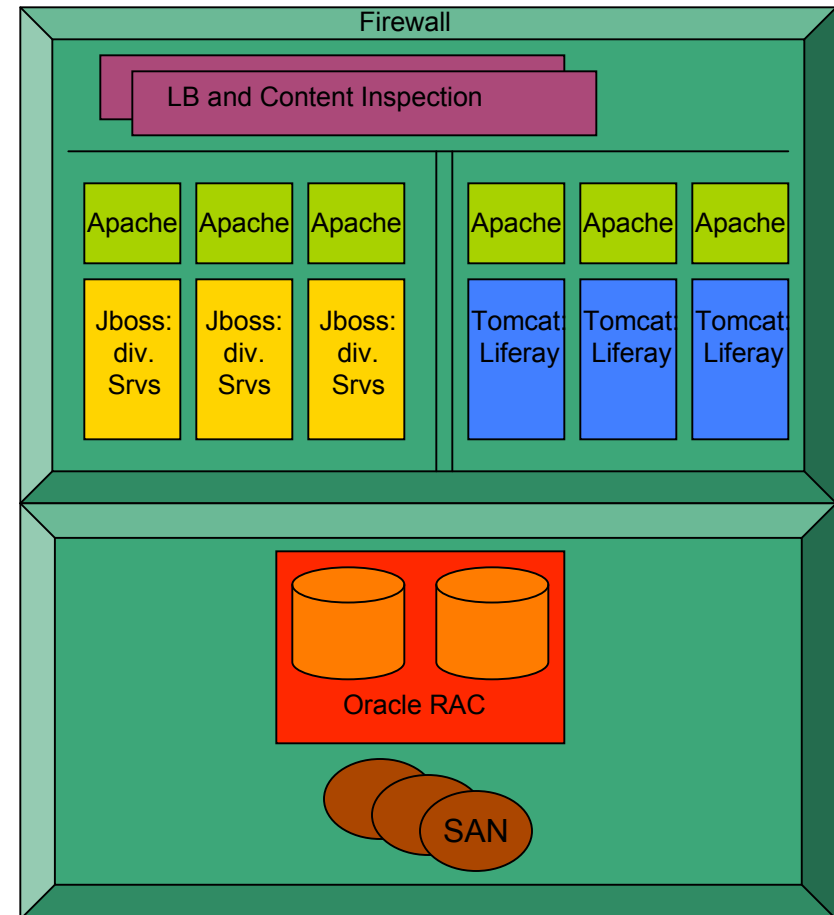 Firewall
LB and Content Inspection
Apache Apache Apache Apache Apache Apache
Jboss: Jboss: Jboss: Tomcat: Tomcat: Tomcat:
div. div. div. Liferay Liferay Liferay
Srvs Srvs Srvs
Oracle RAC
SAN